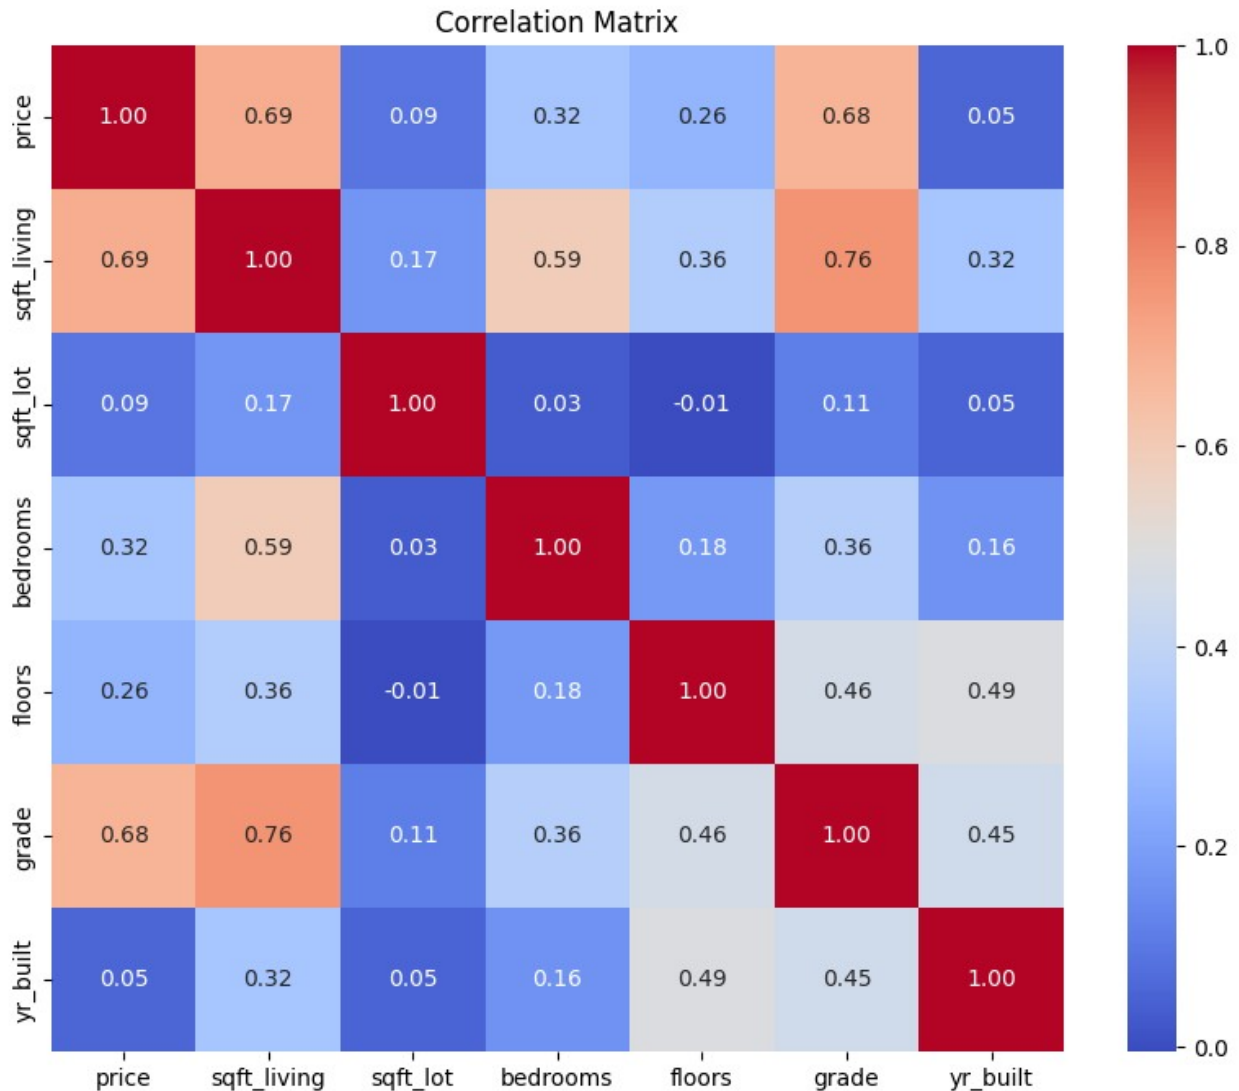 Correlation Matrix
price 1.00 0.69 0.09 0.32 0.26 0.68 0.05
sqft_living 0.69 1.00 0.17 0.59 0.36 0.76 0.32
sqft_lot 0.09 0.17 1.00 0.03 -0.01 0.11 0.05
bedrooms 0.32 0.59 0.03 1.00 0.18 0.36 0.16
floors 0.26 0.36 -0.01 0.18 1.00 0.46 0.49
grade 0.68 0.76 0.11 0.36 0.46 1.00 0.45
yr_built 0.05 0.32 0.05 0.16 0.49 0.45 1.00
price sqft_living sqft_lot bedrooms floors grade yr_built
1.0
0.8
0.6
0.4
0.2
0.0